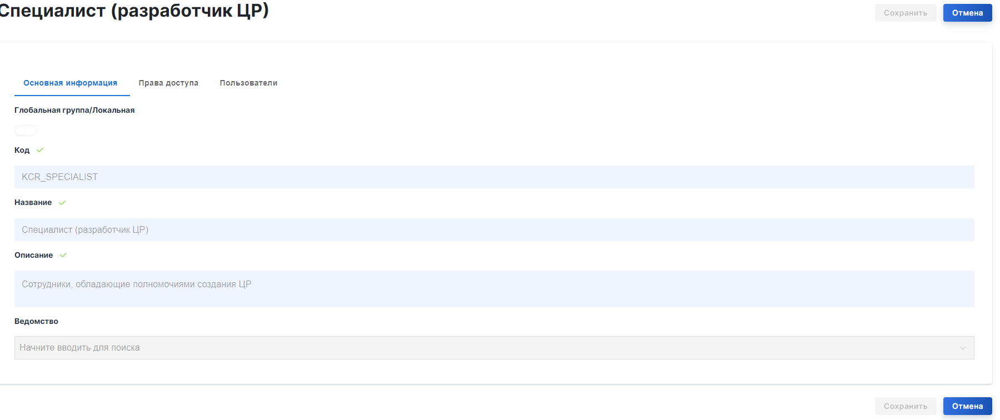 Специалист (разработчик ЦР)
Сохранить
Отмена
Основная информация
Права доступа
Пользователи
Глобальная группа/Локальная
Код
KCR_SPECIALIST
Название
Специалист (разработчик ЦР)
Описание
Сотрудники, обладающие полномочиями создания ЦР
Ведомство
Начните вводить для поиска
Сохранить
Отмена